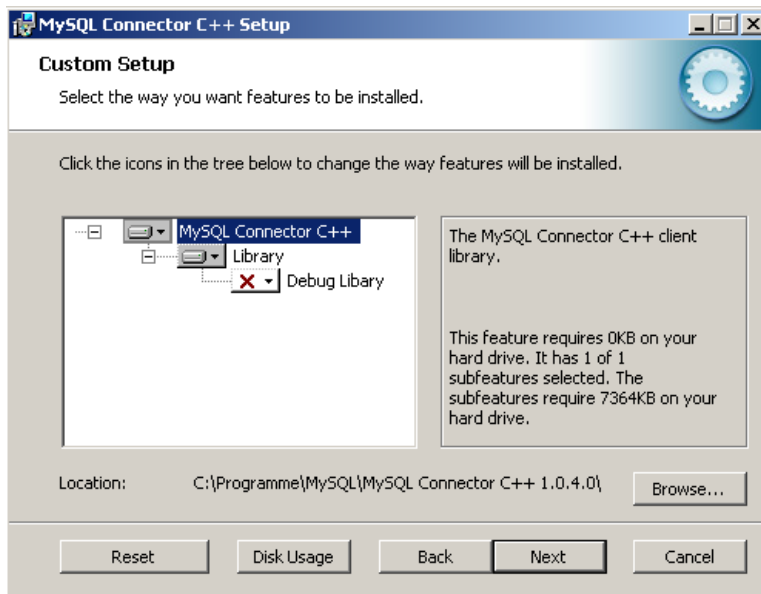 MySQL Connector C++ Setup
Custom Setup
Select the way you want features to be installed.
Click the icons in the tree below to change the way features will be installed.
MySQL Connector C++
Library
Debug Libary
The MySQL Connector C++ client
library.
This feature requires 0KB on your
hard drive. It has 1 of 1
subfeatures selected. The
subfeatures require 7364KB on your
hard drive.
Location: C:\Programme\MySQL\MySQL Connector C++ 1.0.4.0\ Browse...
Reset Disk Usage Back Next Cancel